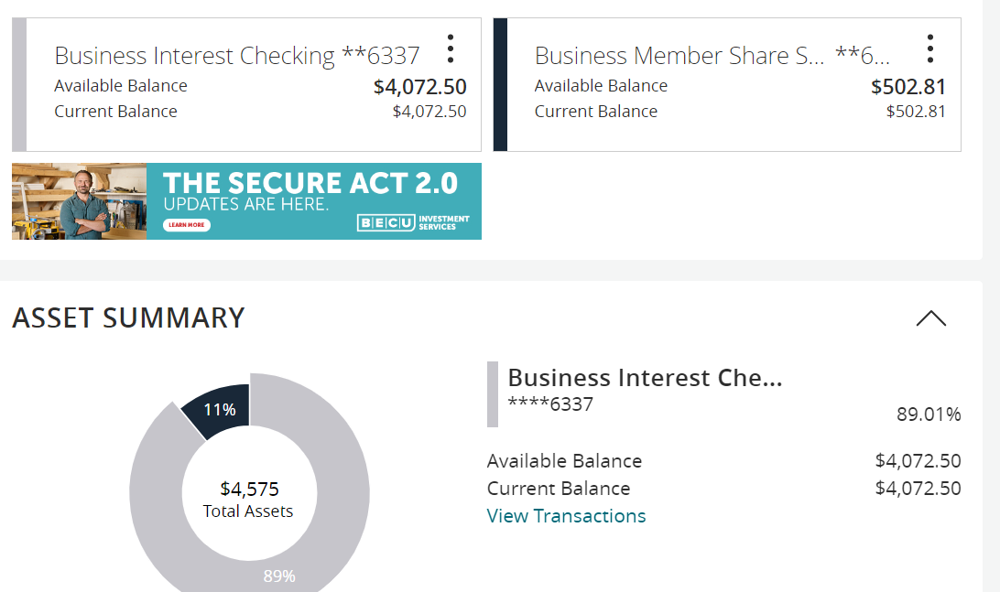 Business Interest Checking **6337
Available Balance $4,072.50
Current Balance $4,072.50
Business Member Share S... **6...
Available Balance $502.81
Current Balance $502.81
THE SECURE ACT 2.0
UPDATES ARE HERE.
LEARN MORE
BECU INVESTMENT
SERVICES
ASSET SUMMARY
11%
$4,575
Total Assets
89%
Business Interest Che...
****6337
89.01%
Available Balance $4,072.50
Current Balance $4,072.50
View Transactions